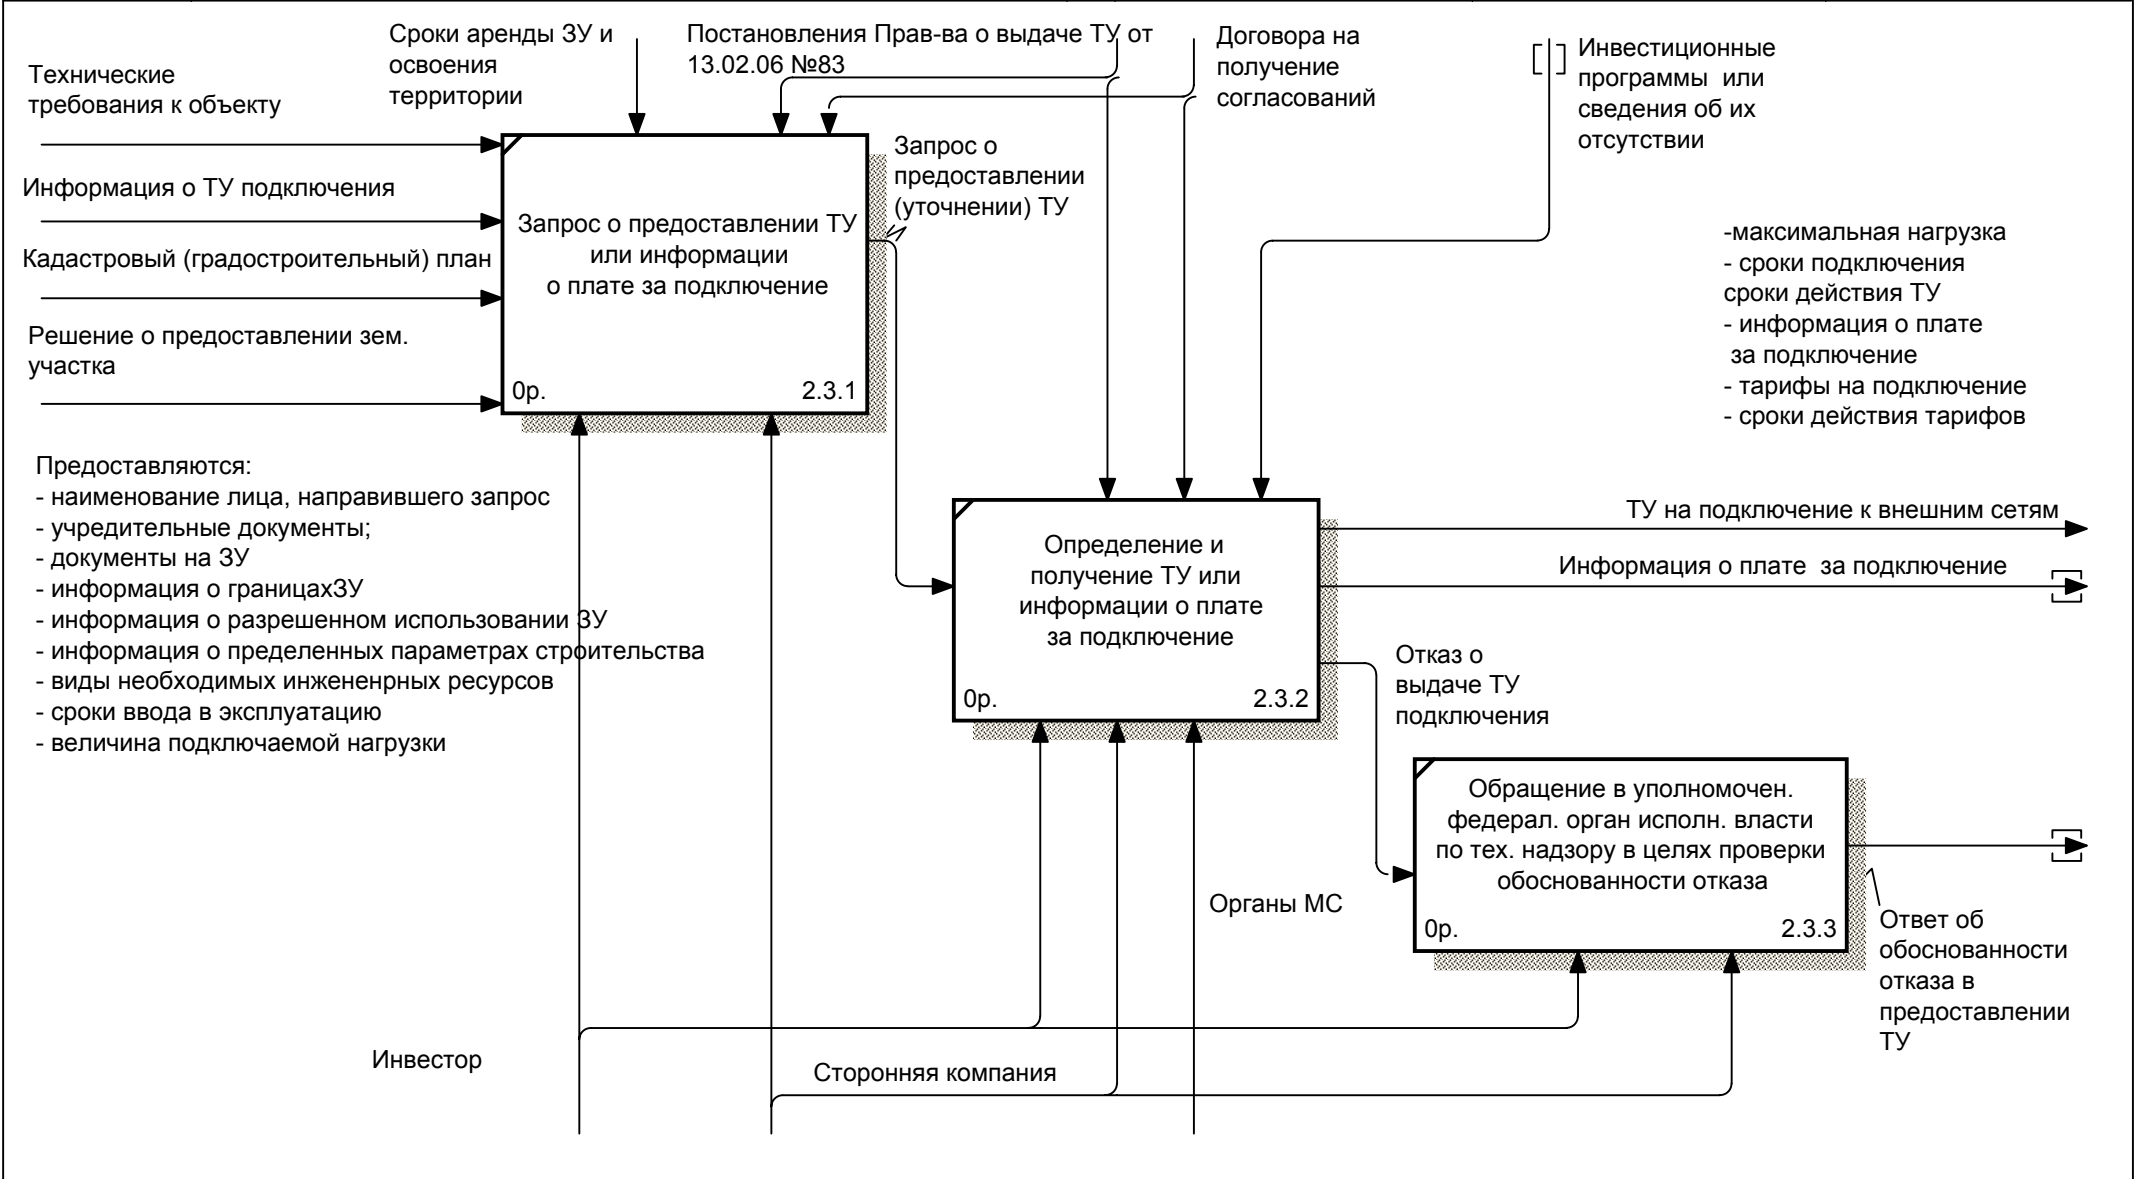 Сроки аренды ЗУ и
освоения
территории
Постановления Прав-ва о выдаче ТУ от
13.02.06 №83
Договора на
получение
согласований
Инвестиционные
программы или
сведения об их
отсутствии
Технические
требования к объекту
Информация о ТУ подключения
Кадастровый (градостроительный) план
Решение о предоставлении зем.
участка
Запрос о предоставлении ТУ
или информации
о плате за подключение
0р.
2.3.1
Запрос о
предоставлении
(уточнении) ТУ
-максимальная нагрузка
- сроки подключения
сроки действия ТУ
- информация о плате
за подключение
- тарифы на подключение
- сроки действия тарифов
Предоставляются:
- наименование лица, направившего запрос
- учредительные документы;
- документы на ЗУ
- информация о границахЗУ
- информация о разрешенном использовании ЗУ
- информация о пределенных параметрах строительства
- виды необходимых инжененрных ресурсов
- сроки ввода в эксплуатацию
- величина подключаемой нагрузки
Определение и
получение ТУ или
информации о плате
за подключение
0р.
2.3.2
ТУ на подключение к внешним сетям
Информация о плате за подключение
Отказ о
выдаче ТУ
подключения
Обращение в уполномочен.
федерал. орган исполн. власти
по тех. надзору в целях проверки
обоснованности отказа
0р.
2.3.3
Органы МС
Ответ об
обоснованности
отказа в
предоставлении
ТУ
Инвестор
Сторонняя компания